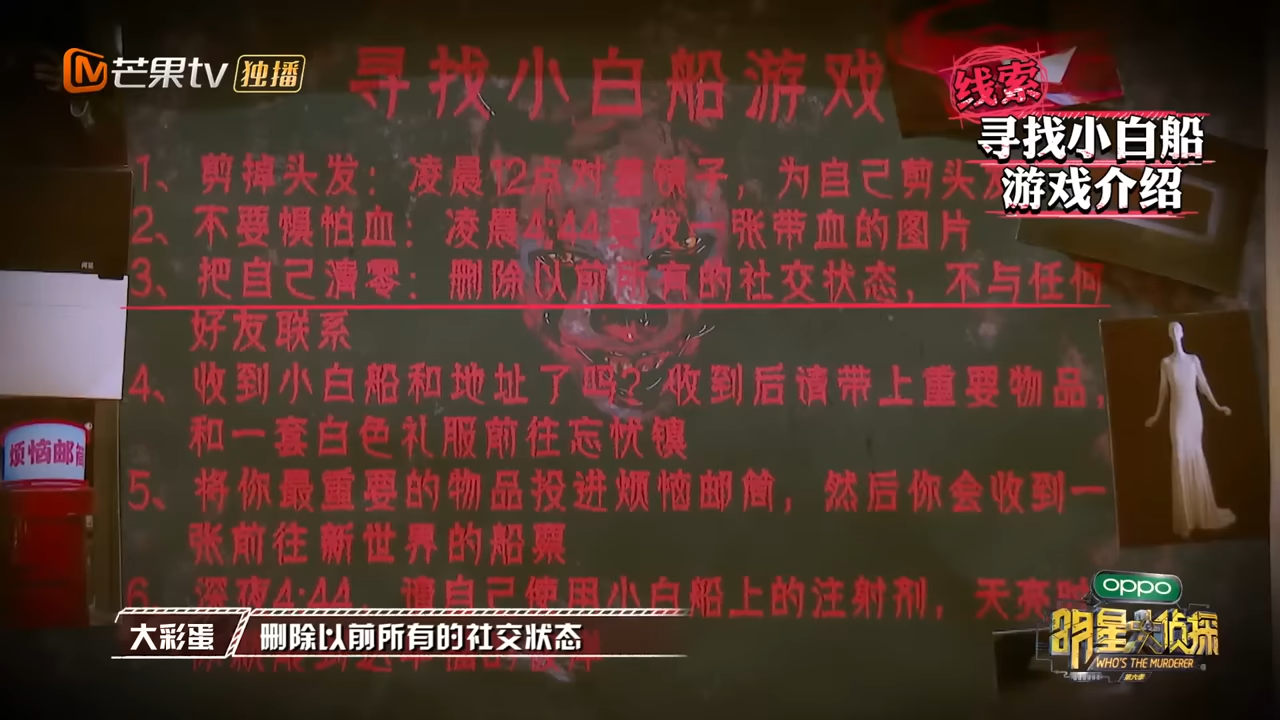 芒果tv 独播
寻找小白船游戏
线索
寻找小白船
游戏介绍
1、剪掉头发：凌晨12点对着镜子，为自己剪头发
2、不要惧怕血：凌晨4:44要发一张带血的图片
3、把自己清零：删除以前所有的社交状态，不与任何
好友联系
4、收到小白船和地址了吗？收到后请带上重要物品，
和一套白色礼服前往忘忧镇
5、将你最重要的物品投进烦恼邮筒，然后你会收到一
张前往新世界的船票
6、深夜4:44，请自己使用小白船上的注射剂，天亮时
烦恼邮筒
大彩蛋
删除以前所有的社交状态
oppo
明星大侦探
WHO'S THE MURDERER
第六季